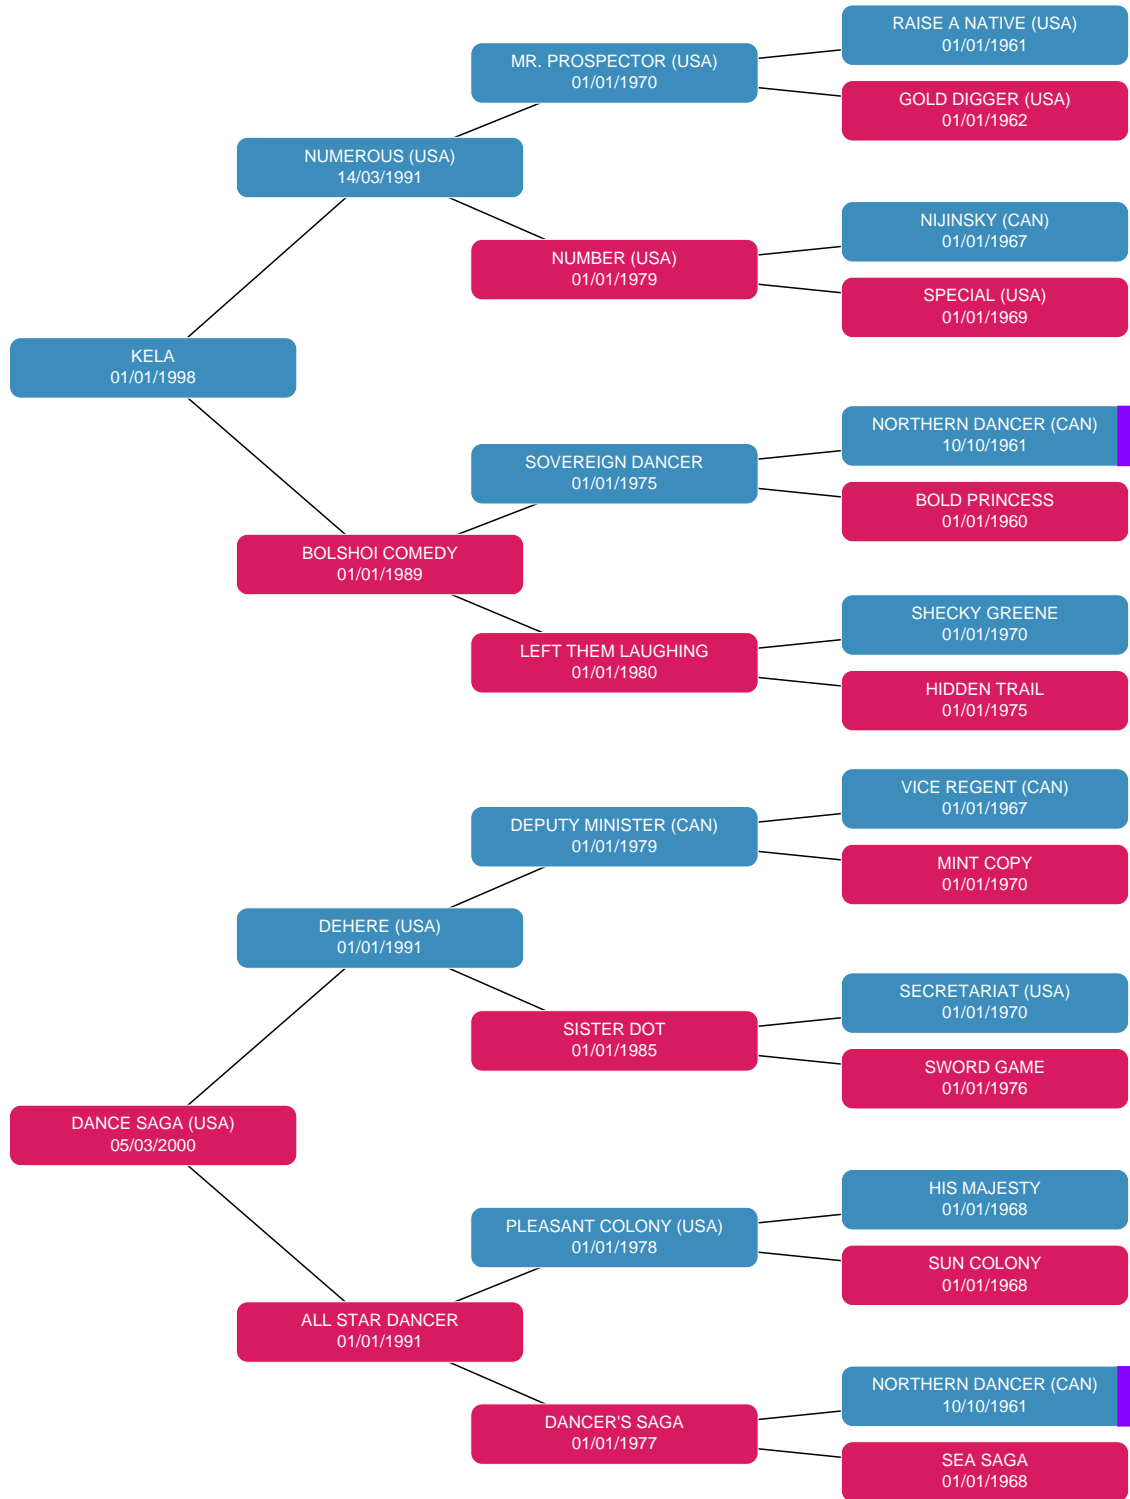 RAISE A NATIVE (USA)
01/01/1961
MR. PROSPECTOR (USA)
01/01/1970
GOLD DIGGER (USA)
01/01/1962
NUMEROUS (USA)
14/03/1991
NIJINSKY (CAN)
01/01/1967
NUMBER (USA)
01/01/1979
SPECIAL (USA)
01/01/1969
KELA
01/01/1998
NORTHERN DANCER (CAN)
10/10/1961
SOVEREIGN DANCER
01/01/1975
BOLD PRINCESS
01/01/1960
BOLSHOI COMEDY
01/01/1989
SHECKY GREENE
01/01/1970
LEFT THEM LAUGHING
01/01/1980
HIDDEN TRAIL
01/01/1975
VICE REGENT (CAN)
01/01/1967
DEPUTY MINISTER (CAN)
01/01/1979
MINT COPY
01/01/1970
DEHERE (USA)
01/01/1991
SECRETARIAT (USA)
01/01/1970
SISTER DOT
01/01/1985
SWORD GAME
01/01/1976
DANCE SAGA (USA)
05/03/2000
HIS MAJESTY
01/01/1968
PLEASANT COLONY (USA)
01/01/1978
SUN COLONY
01/01/1968
ALL STAR DANCER
01/01/1991
NORTHERN DANCER (CAN)
10/10/1961
DANCER'S SAGA
01/01/1977
SEA SAGA
01/01/1968